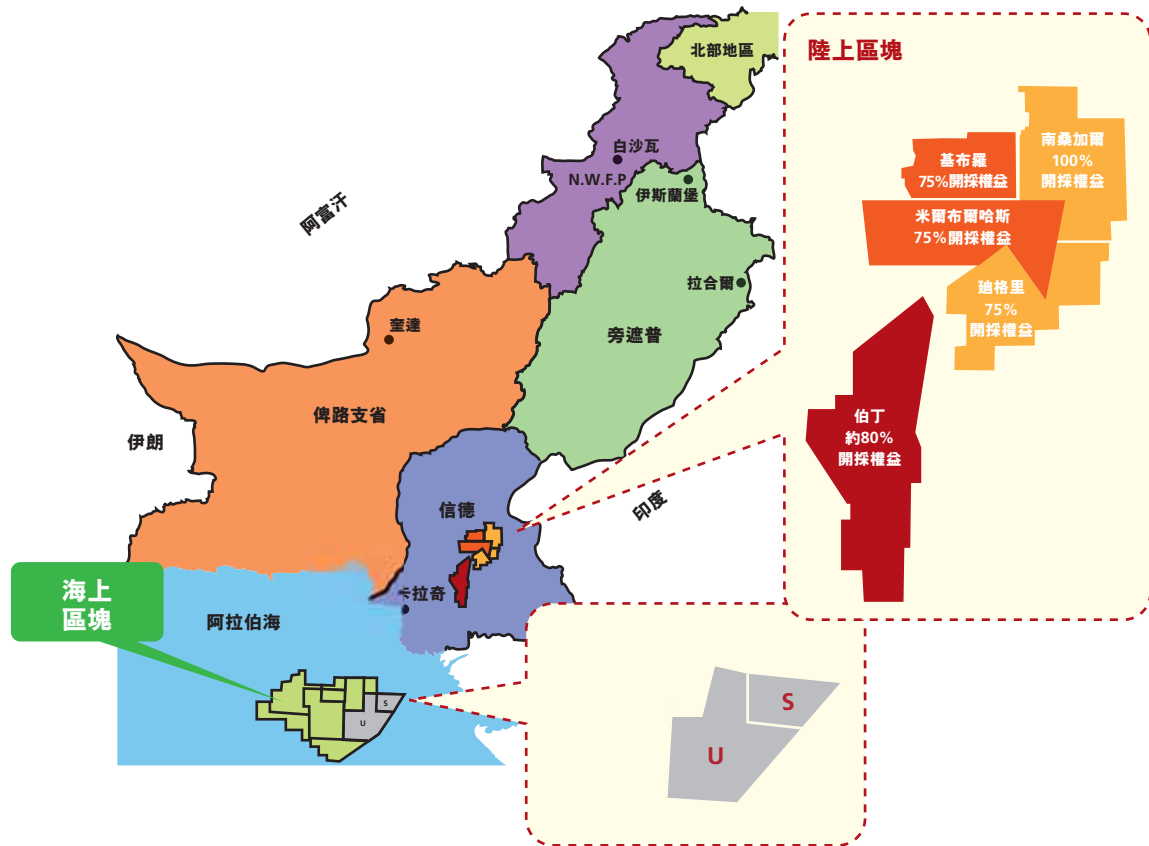 北部地區
白沙瓦
N.W.F.P
伊斯蘭堡
阿富汗
拉合爾
奎達
旁遮普
俾路支省
伊朗
信德
印度
卡拉奇
阿拉伯海
海上
區塊
S
U
陸上區塊
南桑加爾
100%
開採權益
基布羅
75%開採權益
米爾布爾哈斯
75%開採權益
廸格里
75%
開採權益
伯丁
約80%
開採權益
S
U